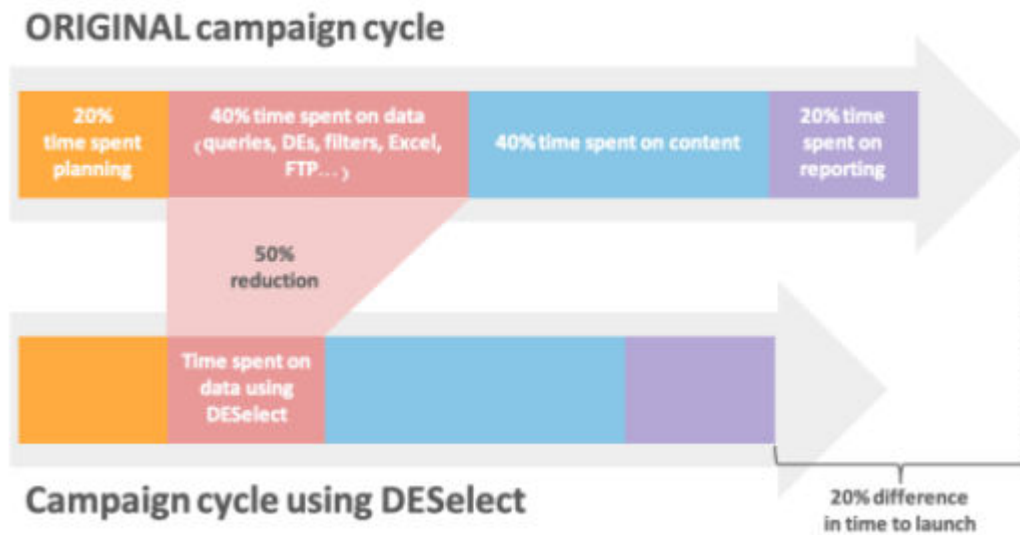 ORIGINAL campaign cycle
20%
time spent
planning
40% time spent on data
(queries, DEs, filters, Excel,
FTP...)
40% time spent on content
20% time
spent on
reporting
50%
reduction
Time spent on
data using
DESelect
Campaign cycle using DESelect
20% difference
in time to launch